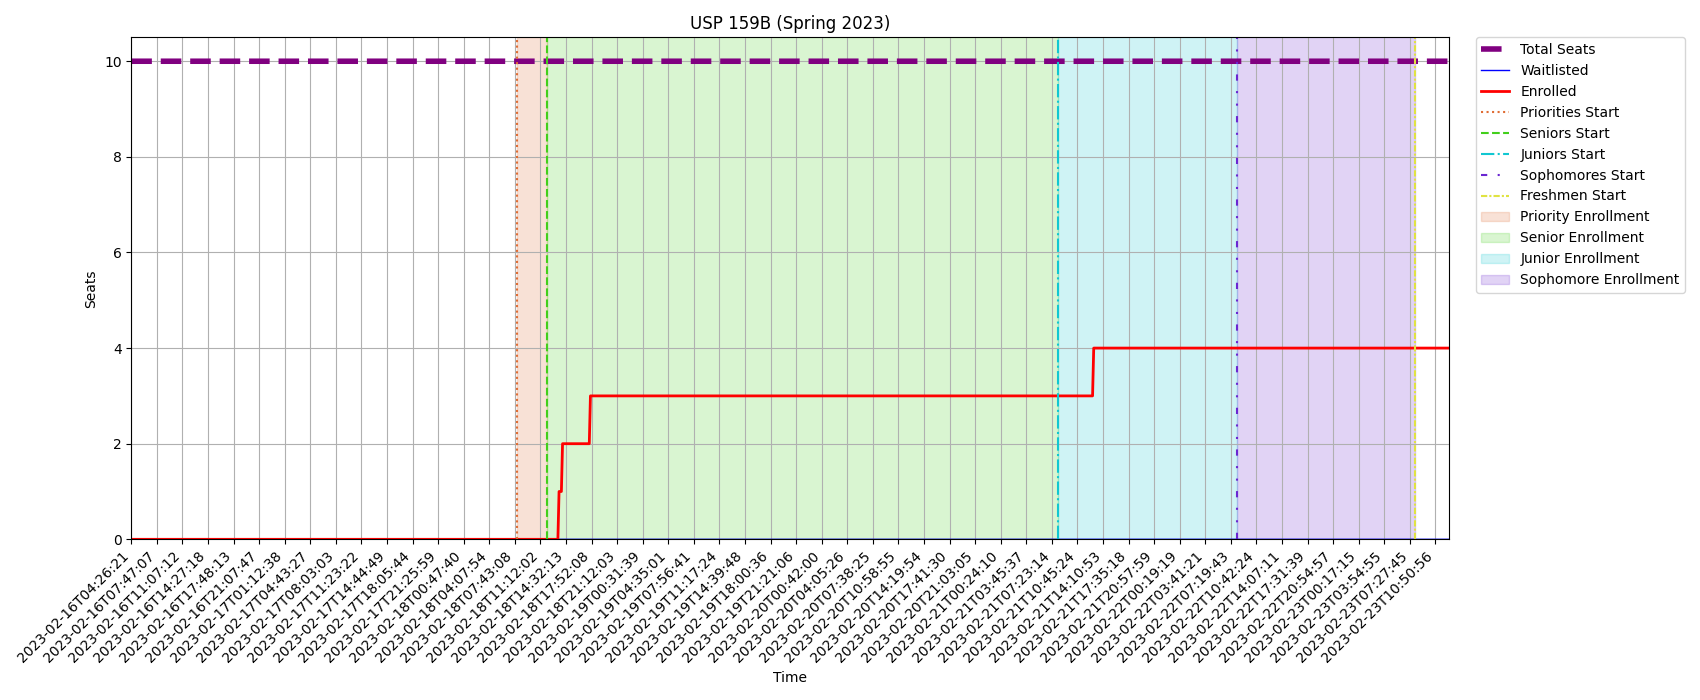 USP 159B (Spring 2023)
Total Seats
Waitlisted
Enrolled
Priorities Start
Seniors Start
Juniors Start
Sophomores Start
Freshmen Start
Priority Enrollment
Senior Enrollment
Junior Enrollment
Sophomore Enrollment
Seats
10
8
6
4
2
0
2023-02-16T04:26:21
2023-02-16T07:47:07
2023-02-16T11:07:12
2023-02-16T14:27:18
2023-02-16T17:48:13
2023-02-16T21:07:47
2023-02-17T01:12:38
2023-02-17T04:43:27
2023-02-17T08:03:03
2023-02-17T11:23:22
2023-02-17T14:44:49
2023-02-17T18:05:44
2023-02-17T21:25:59
2023-02-18T00:47:40
2023-02-18T04:07:54
2023-02-18T07:43:08
2023-02-18T11:12:02
2023-02-18T14:32:13
2023-02-18T17:52:08
2023-02-18T21:12:03
2023-02-19T00:31:39
2023-02-19T04:35:01
2023-02-19T07:56:41
2023-02-19T11:17:24
2023-02-19T14:39:48
2023-02-19T18:00:36
2023-02-19T21:21:06
2023-02-20T00:42:00
2023-02-20T04:05:26
2023-02-20T07:38:25
2023-02-20T10:58:55
2023-02-20T14:19:54
2023-02-20T17:41:30
2023-02-20T21:03:05
2023-02-21T00:24:10
2023-02-21T03:45:37
2023-02-21T07:23:14
2023-02-21T10:45:24
2023-02-21T14:10:53
2023-02-21T17:35:18
2023-02-21T20:57:59
2023-02-22T00:19:19
2023-02-22T03:41:21
2023-02-22T07:19:43
2023-02-22T10:42:24
2023-02-22T14:07:11
2023-02-22T17:31:39
2023-02-22T20:54:57
2023-02-23T00:17:15
2023-02-23T03:54:55
2023-02-23T07:27:45
2023-02-23T10:50:56
Time